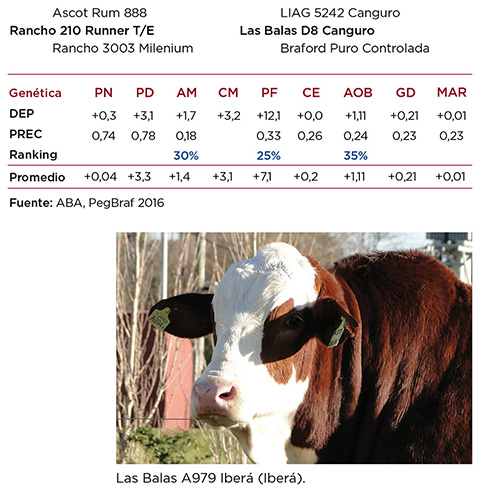 Ascot Rum 888 LIAG 5242 Canguro
Rancho 210 Runner T/E Las Balas D8 Canguro
Rancho 3003 Milenium Braford Puro Controlada
Genética PN PD AM CM PF CE AOB GD MAR
DEP +0,3 +3,1 +1,7 +3,2 +12,1 +0,0 +1,11 +0,21 +0,01
PREC 0,74 0,78 0,18 0,33 0,26 0,24 0,23 0,23
Ranking 30% 25% 35%
Promedio +0,04 +3,3 +1,4 +3,1 +7,1 +0,2 +1,11 +0,21 +0,01
Fuente: ABA, PegBraf 2016
Las Balas A979 Iberá (Iberá).